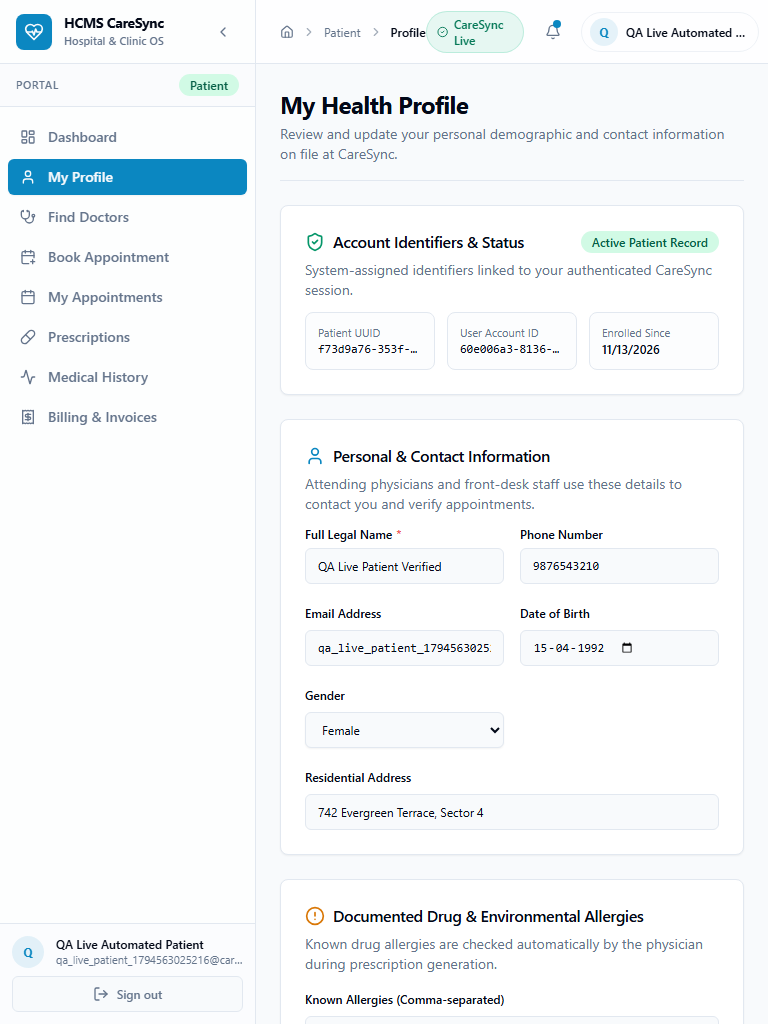 HCMS CareSync
Hospital & Clinic OS
PORTAL
Patient
Dashboard
My Profile
Find Doctors
Book Appointment
My Appointments
Prescriptions
Medical History
Billing & Invoices
QA Live Automated Patient
qa_live_patient_1794563025216@car...
Sign out
Patient
Profile
CareSync
Live
Q
QA Live Automated ...
My Health Profile
Review and update your personal demographic and contact information
on file at CareSync.
Account Identifiers & Status
Active Patient Record
System-assigned identifiers linked to your authenticated CareSync
session.
Patient UUID
f73d9a76-353f-…
User Account ID
60e006a3-8136-…
Enrolled Since
11/13/2026
Personal & Contact Information
Attending physicians and front-desk staff use these details to
contact you and verify appointments.
Full Legal Name *
QA Live Patient Verified
Phone Number
9876543210
Email Address
qa_live_patient_1794563025
Date of Birth
15-04-1992
Gender
Female
Residential Address
742 Evergreen Terrace, Sector 4
Documented Drug & Environmental Allergies
Known drug allergies are checked automatically by the physician
during prescription generation.
Known Allergies (Comma-separated)
Q